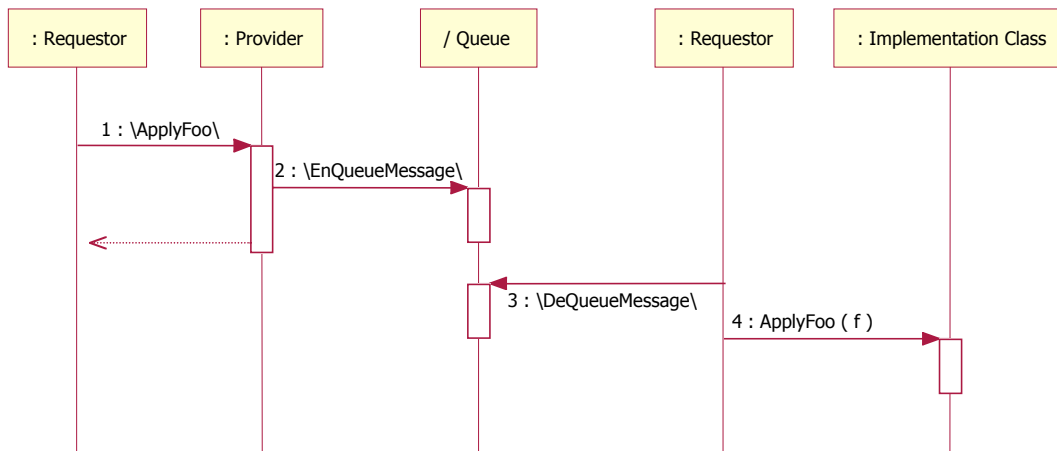 : Requestor
: Provider
/ Queue
: Requestor
: Implementation Class
1 : \ApplyFoo\
2 : \EnQueueMessage\
3 : \DeQueueMessage\
4 : ApplyFoo ( f )